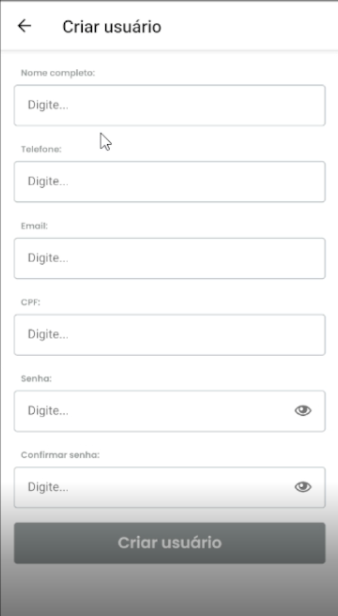 Criar usuário
Nome completo:
Digite...
Telefone:
Digite...
Email:
Digite...
CPF:
Digite...
Senha:
Digite...
Confirmar senha:
Digite...
Criar usuário